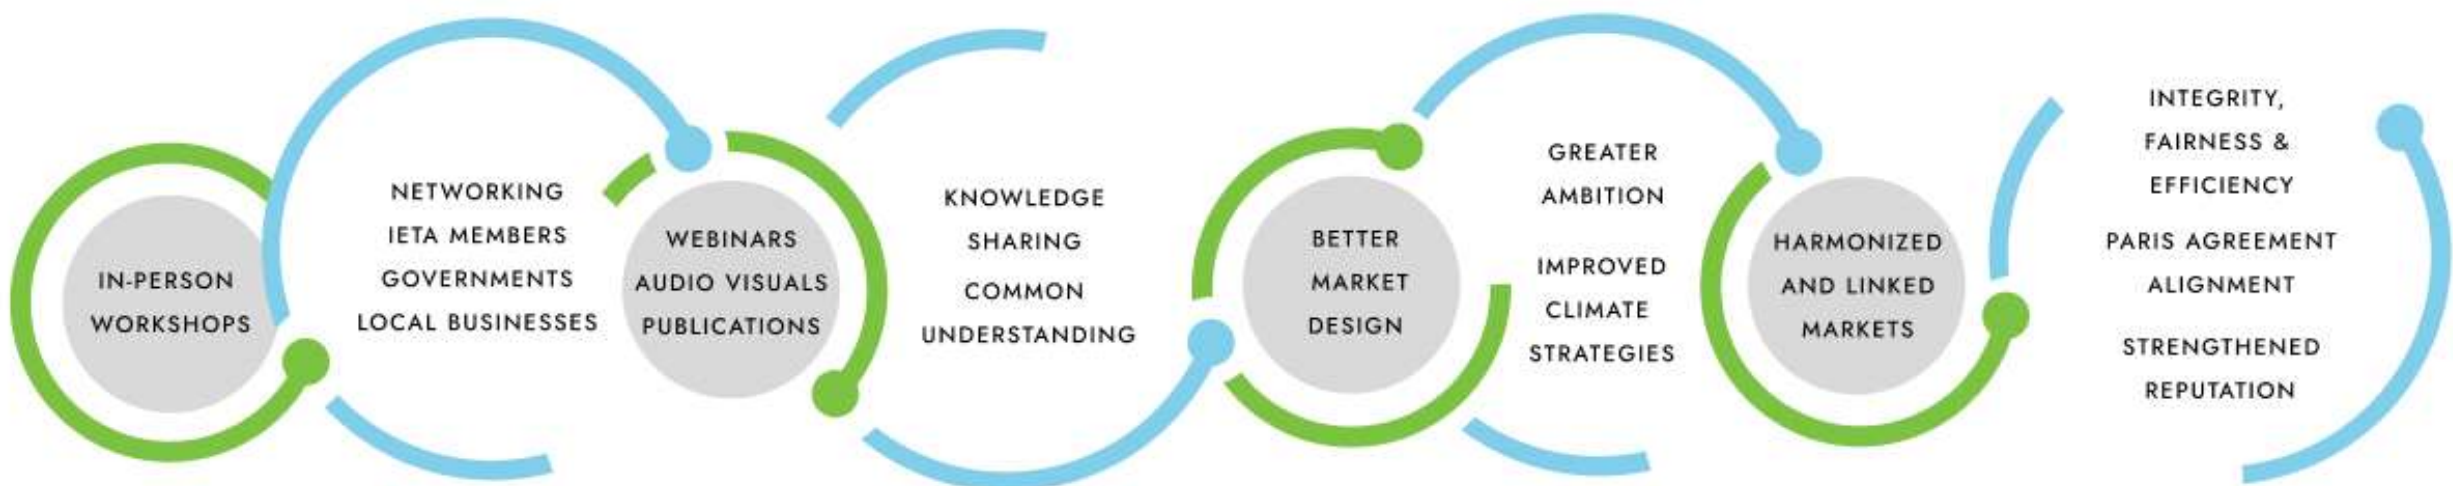 IN-PERSON
WORKSHOPS
NETWORKING
IETA MEMBERS
GOVERNMENTS
LOCAL BUSINESSES
WEBINARS
AUDIO VISUALS
PUBLICATIONS
KNOWLEDGE
SHARING
COMMON
UNDERSTANDING
BETTER
MARKET
DESIGN
GREATER
AMBITION
IMPROVED
CLIMATE
STRATEGIES
HARMONIZED
AND LINKED
MARKETS
INTEGRITY,
FAIRNESS &
EFFICIENCY
PARIS AGREEMENT
ALIGNMENT
STRENGTHENED
REPUTATION